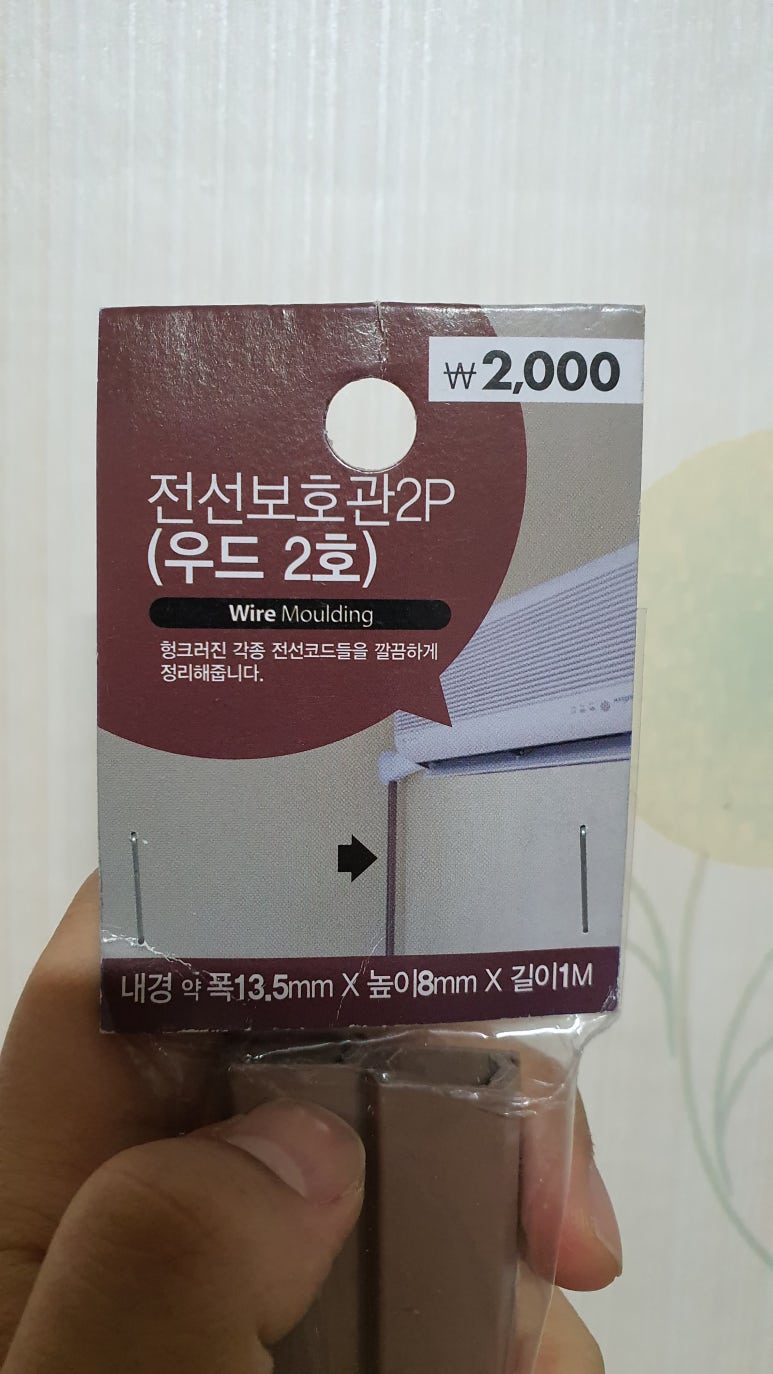 ₩2,000
전선보호관2P
(우드 2호)
Wire Moulding
헝크러진 각종 전선코드들을 깔끔하게
정리해줍니다.
내경 약 폭13.5mm X 높이8mm X 길이1M